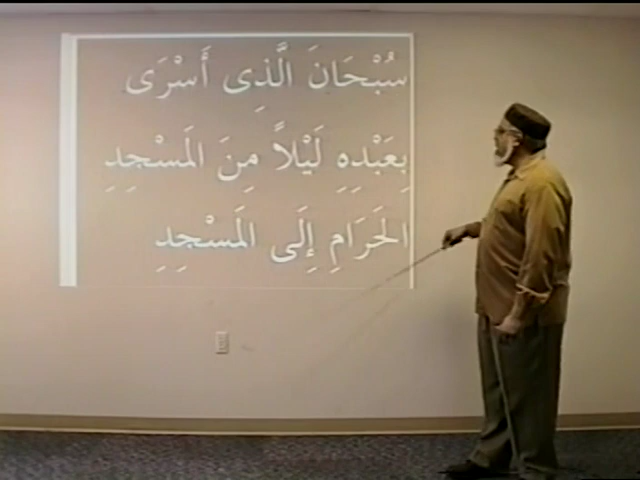 سُبْحَانَ الَّذِى أَسْرَى
بِعَبْدِهِ لَيْلاً مِنَ الَمَسْجِدِ
الَحَرَامِ إِلَى الَمَسْجِدِ